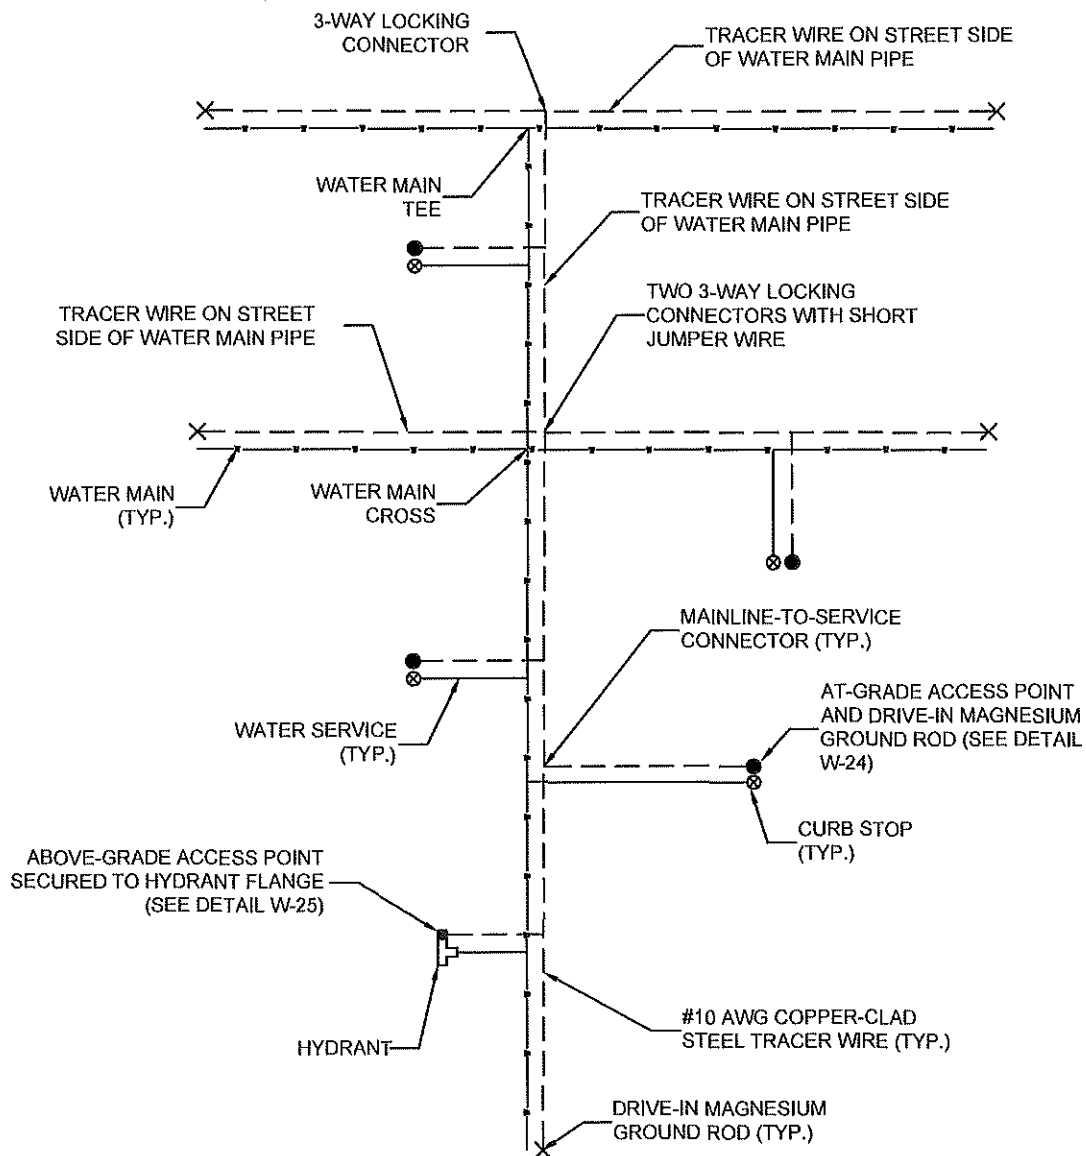 3-WAY LOCKING
CONNECTOR
TRACER WIRE ON STREET SIDE
OF WATER MAIN PIPE
WATER MAIN
TEE
TRACER WIRE ON STREET SIDE
OF WATER MAIN PIPE
TRACER WIRE ON STREET
SIDE OF WATER MAIN PIPE
TWO 3-WAY LOCKING
CONNECTORS WITH SHORT
JUMPER WIRE
WATER MAIN
(TYP.)
WATER MAIN
CROSS
MAINLINE-TO-SERVICE
CONNECTOR (TYP.)
WATER SERVICE
(TYP.)
AT-GRADE ACCESS POINT
AND DRIVE-IN MAGNESIUM
GROUND ROD (SEE DETAIL
W-24)
CURB STOP
(TYP.)
ABOVE-GRADE ACCESS POINT
SECURED TO HYDRANT FLANGE
(SEE DETAIL W-25)
HYDRANT
#10 AWG COPPER-CLAD
STEEL TRACER WIRE (TYP.)
DRIVE-IN MAGNESIUM
GROUND ROD (TYP.)